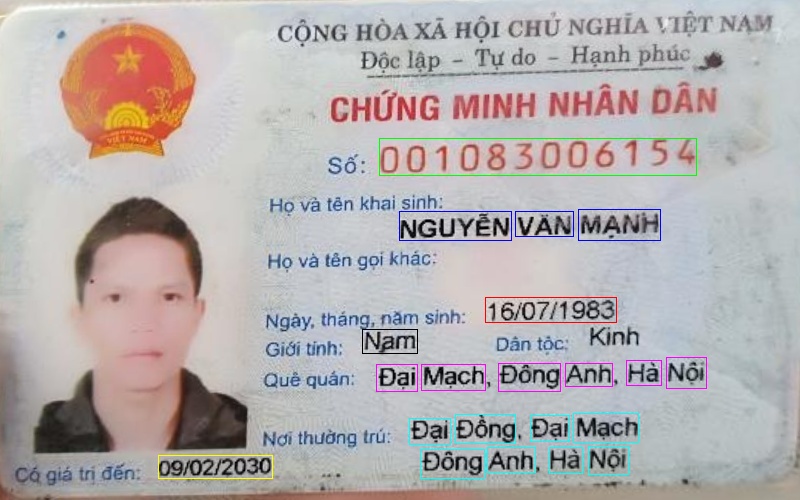 CỘNG HÒA XÃ HỘI CHỦ NGHĨA VIỆT NAM
Độc lập – Tự do – Hạnh phúc
CHỨNG MINH NHÂN DÂN
Số: 001083006154
Họ và tên khai sinh:
NGUYỄN VĂN MẠNH
Họ và tên gọi khác:
Ngày, tháng, năm sinh: 16/07/1983
Giới tính: Nam Dân tộc: Kinh
Quê quán: Đại Mạch, Đông Anh, Hà Nội
Nơi thường trú: Đại Đồng, Đại Mạch
Đông Anh, Hà Nội
Có giá trị đến: 09/02/2030
VIỆT NAM